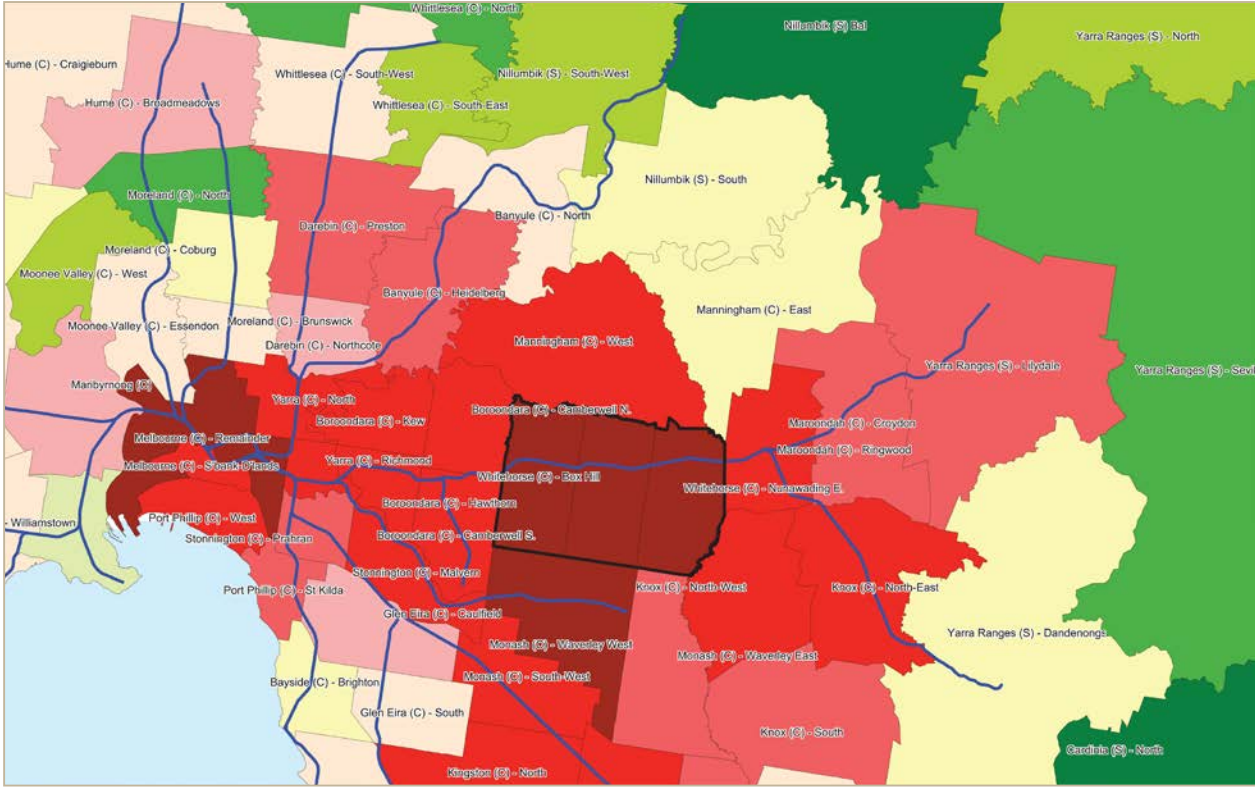 Whittlesea (C) - North
Nillumbik (S) Bal
Yarra Ranges (S) - North
Hume (C) - Craigieburn
Whittlesea (C) - South-West
Nillumbik (S) - South-West
Hume (C) - Broadmeadows
Whittlesea (C) - South-East
Nillumbik (S) - South
Moreland (C) - North
Banyule (C) - North
Darebin (C) - Preston
Moreland (C) - Coburg
Moonee Valley (C) - West
Banyule (C) - Heidelberg
Manningham (C) - East
Moonee Valley (C) - Essendon
Moreland (C) - Brunswick
Darebin (C) - Northcote
Manningham (C) - West
Yarra Ranges (S) - Lilydale
Yarra Ranges (S) - Sevil
Maribyrnong (C)
Yarra (C) - North
Boroondara (C) - Camberwell N.
Boroondara (C) - Kew
Maroondah (C) - Croydon
Melbourne (C) - Remainder
Maroondah (C) - Ringwood
Yarra (C) - Richmond
Melbourne (C) - S'bank-D'lands
Whitehorse (C) - Box Hill
Whitehorse (C) - Nunawading E.
Boroondara (C) - Hawthorn
Port Phillip (C) - West
- Williamstown
Boroondara (C) - Camberwell S.
Stonnington (C) - Prahran
Stonnington (C) - Malvern
Knox (C) - North-West
Knox (C) - North-East
Port Phillip (C) - St Kilda
Glen Eira (C) - Caulfield
Yarra Ranges (S) - Dandenongs
Monash (C) - Waverley West
Monash (C) - Waverley East
Monash (C) - South-West
Bayside (C) - Brighton
Glen Eira (C) - South
Knox (C) - South
Cardinia (S) - North
Kingston (C) - North